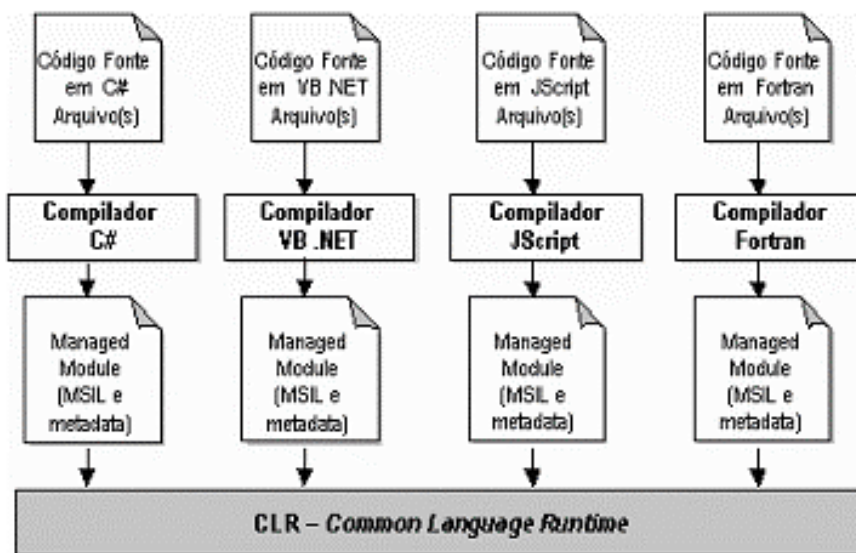 Código Fonte
em C#
Arquivo(s)
Código Fonte
em VB NET
Arquivo(s)
Código Fonte
em JScript
Arquivo(s)
Código Fonte
em Fortran
Arquivo(s)
Compilador
C#
Compilador
VB .NET
Compilador
JScript
Compilador
Fortran
Managed
Module
(MSIL e
metadata)
Managed
Module
(MSIL e
metadata)
Managed
Module
(MSIL e
metadata)
Managed
Module
(MSIL e
metadata)
CLR – Common Language Runtime